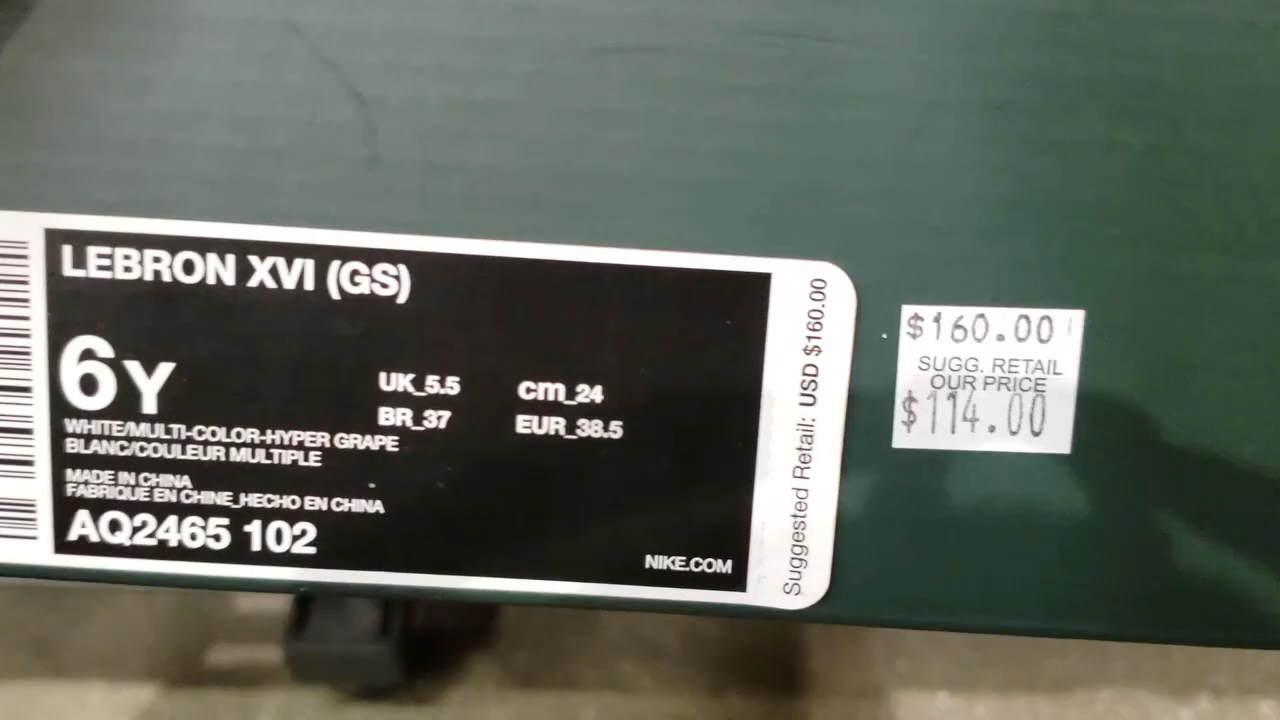 LEBRON XVI (GS)
6Y
UK_5.5
cm_24
BR_37
EUR_38.5
WHITE/MULTI-COLOR-HYPER GRAPE
BLANC/COULEUR MULTIPLE
MADE IN CHINA
FABRIQUE EN CHINE_HECHO EN CHINA
AQ2465 102
NIKE.COM
Suggested Retail: USD $160.00
$160.00
SUGG. RETAIL
OUR PRICE
$114.00